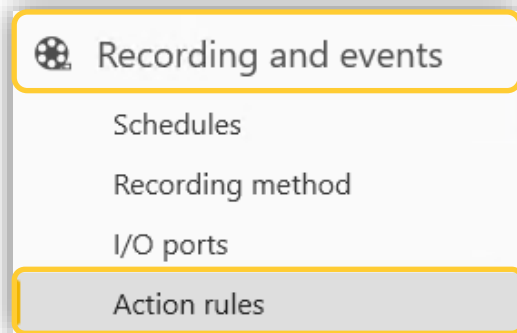 Recording and events
Schedules
Recording method
I/O ports
Action rules